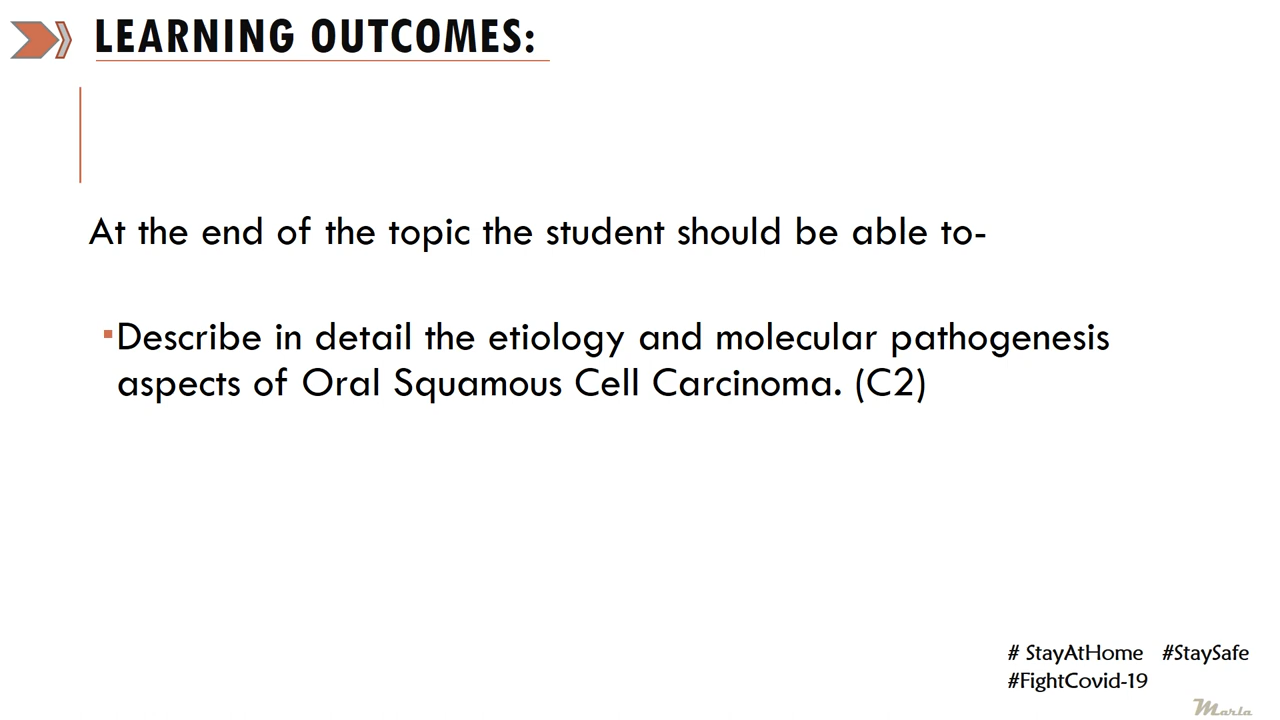 LEARNING OUTCOMES:
At the end of the topic the student should be able to-
Describe in detail the etiology and molecular pathogenesis
aspects of Oral Squamous Cell Carcinoma. (C2)
# StayAtHome #StaySafe
#FightCovid-19
Marla